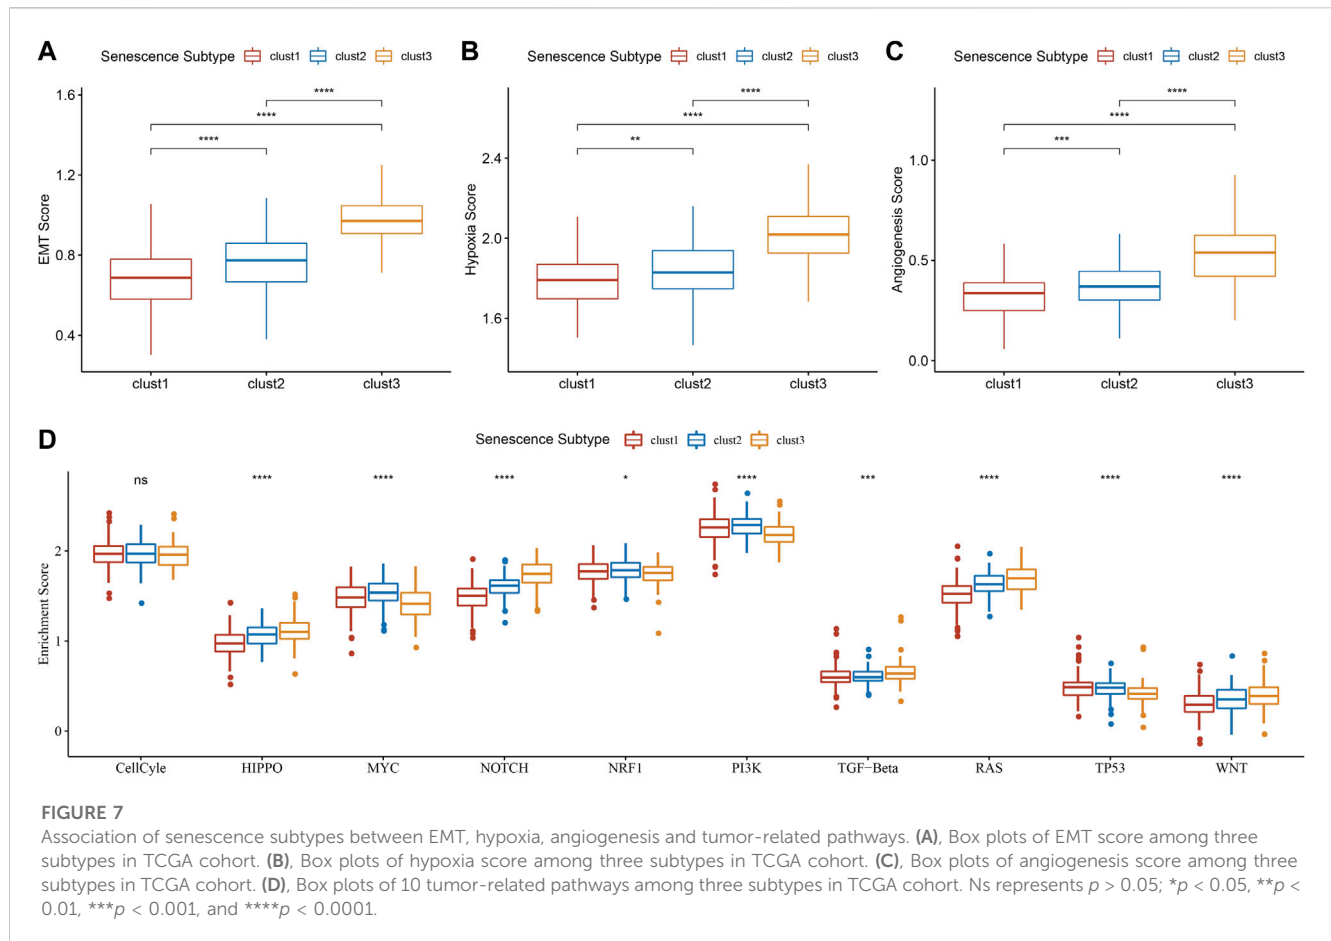 A Senescence Subtype clust1 clust2 clust3
EMT Score
1.6
1.2
0.8
0.4
****
****
****
clust1 clust2 clust3
B Senescence Subtype clust1 clust2 clust3
Hypoxia Score
2.4
2.0
1.6
****
****
**
clust1 clust2 clust3
C Senescence Subtype clust1 clust2 clust3
Angiogenesis Score
1.0
0.5
0.0
****
****
***
clust1 clust2 clust3
D Senescence Subtype clust1 clust2 clust3
Enrichment Score
2
1
0
ns **** **** **** * **** *** **** **** ****
CellCyle HIPPO MYC NOTCH NRF1 PI3K TGF−Beta RAS TP53 WNT
FIGURE 7
Association of senescence subtypes between EMT, hypoxia, angiogenesis and tumor-related pathways. (A), Box plots of EMT score among three
subtypes in TCGA cohort. (B), Box plots of hypoxia score among three subtypes in TCGA cohort. (C), Box plots of angiogenesis score among three
subtypes in TCGA cohort. (D), Box plots of 10 tumor-related pathways among three subtypes in TCGA cohort. Ns represents p > 0.05; *p < 0.05, **p <
0.01, ***p < 0.001, and ****p < 0.0001.